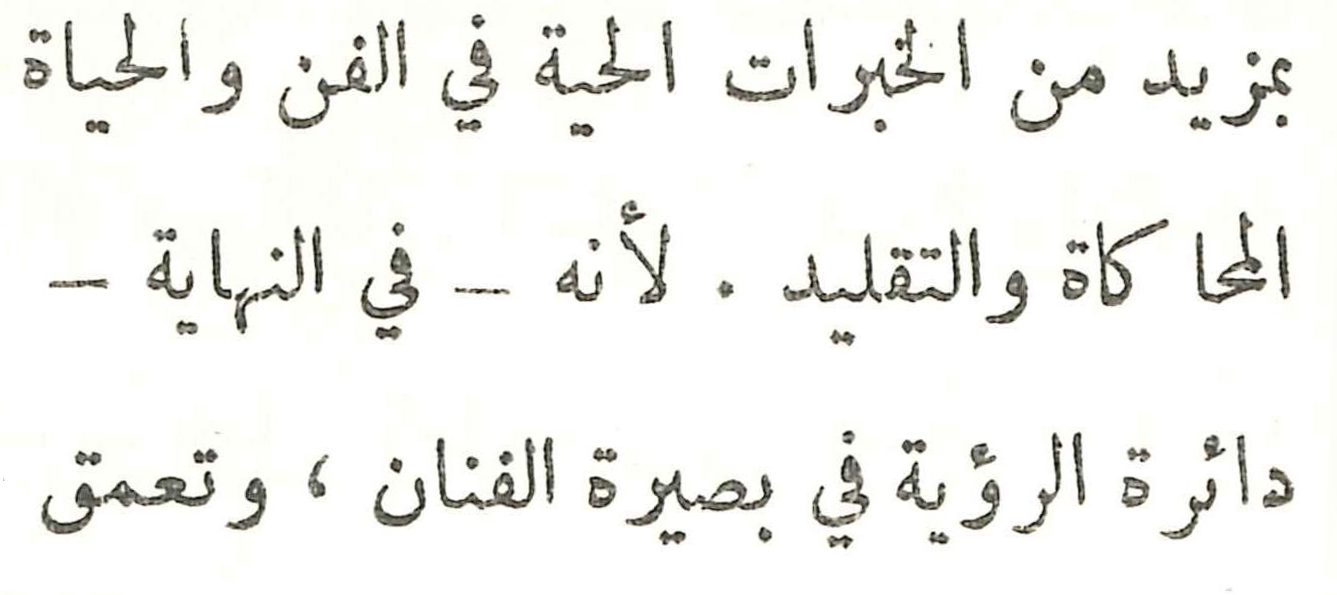 بمزيد من الخبرات الحية في الفن والحياة
المحاكاة والتقليد . لأنه – في النهاية –
دائرة الرؤية في بصيرة الفنان ، وتعمق